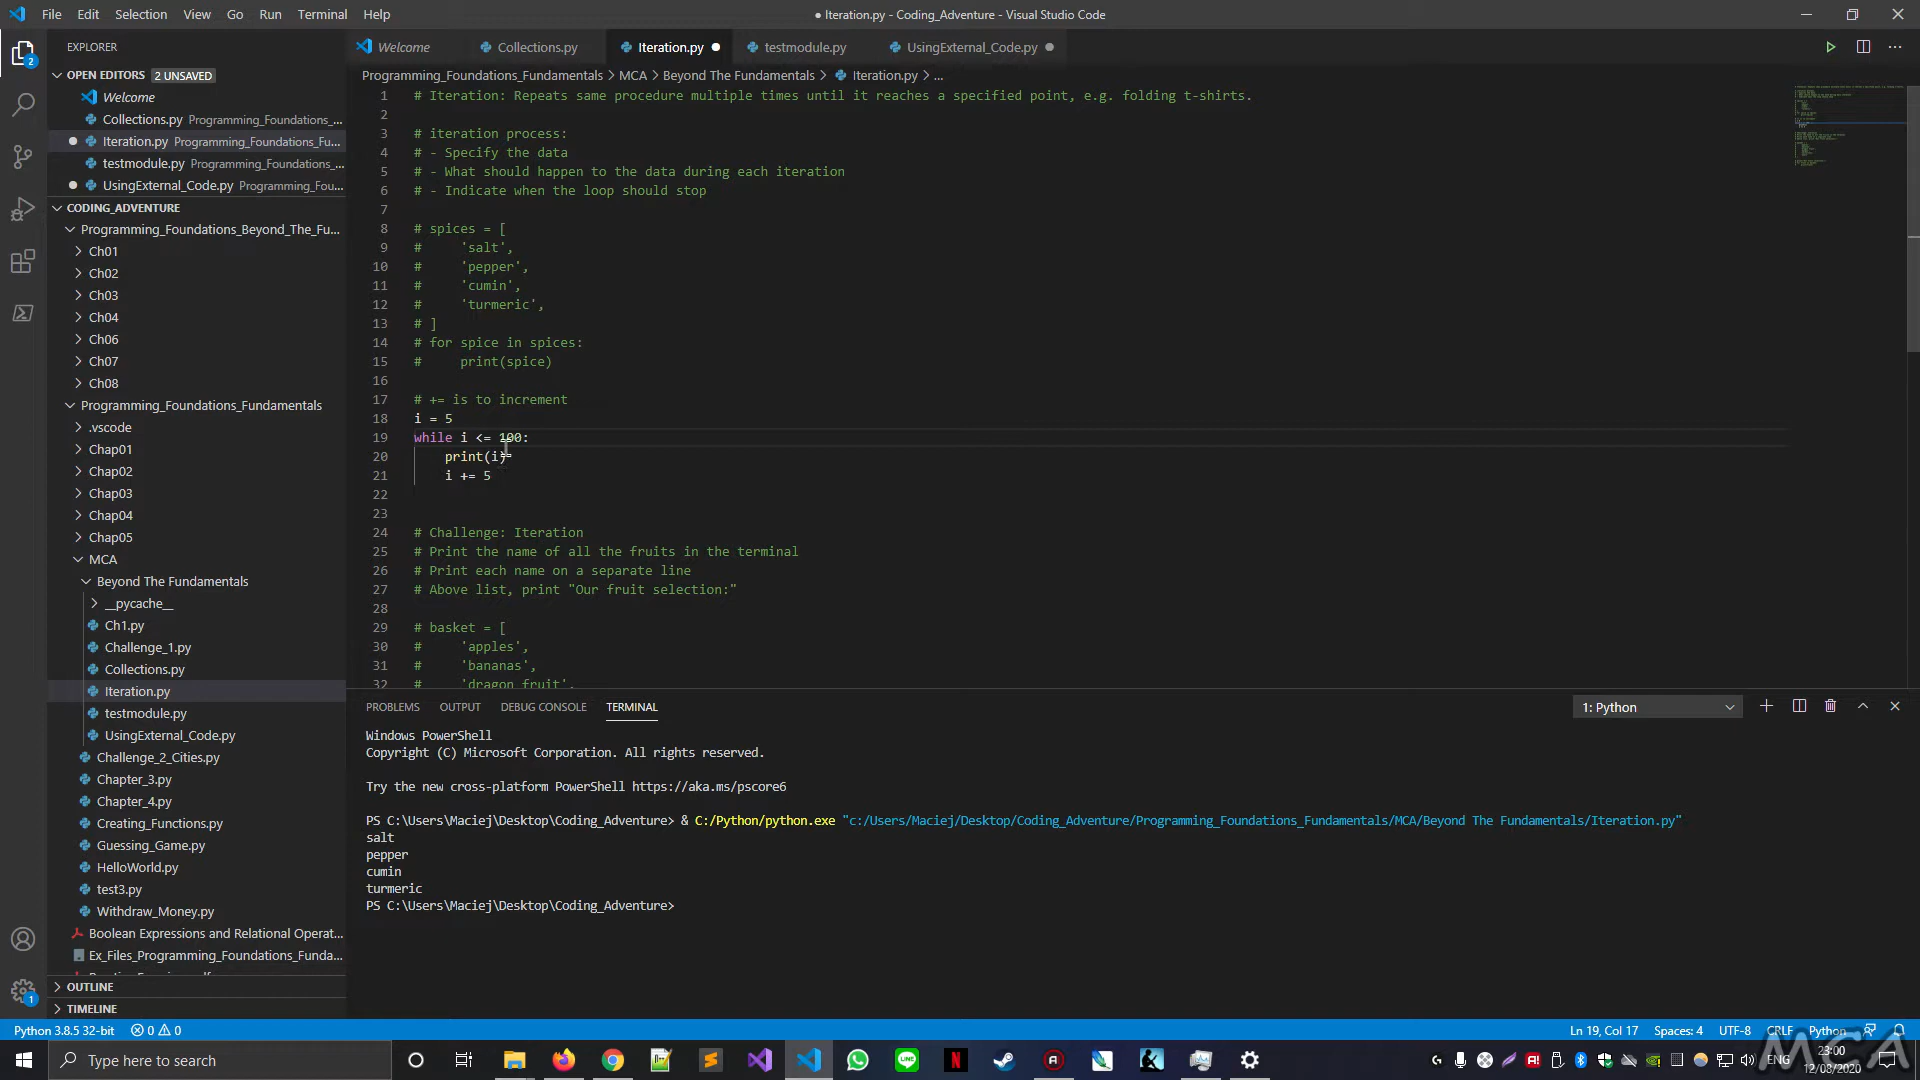 File Edit Selection View Go Run Terminal Help
● Iteration.py - Coding_Adventure - Visual Studio Code
EXPLORER
OPEN EDITORS 2 UNSAVED
Welcome
Collections.py Programming_Foundations_...
Iteration.py Programming_Foundations_Fu...
testmodule.py Programming_Foundations_...
UsingExternal_Code.py Programming_Fou...
CODING_ADVENTURE
Programming_Foundations_Beyond_The_Fu...
Ch01
Ch02
Ch03
Ch04
Ch06
Ch07
Ch08
Programming_Foundations_Fundamentals
.vscode
Chap01
Chap02
Chap03
Chap04
Chap05
MCA
Beyond The Fundamentals
__pycache__
Ch1.py
Challenge_1.py
Collections.py
Iteration.py
testmodule.py
UsingExternal_Code.py
Challenge_2_Cities.py
Chapter_3.py
Chapter_4.py
Creating_Functions.py
Guessing_Game.py
HelloWorld.py
test3.py
Withdraw_Money.py
Boolean Expressions and Relational Operat...
Ex_Files_Programming_Foundations_Funda...
OUTLINE
TIMELINE
2
1
Welcome Collections.py Iteration.py ● testmodule.py UsingExternal_Code.py ●
Programming_Foundations_Fundamentals > MCA > Beyond The Fundamentals > Iteration.py > ...
1 # Iteration: Repeats same procedure multiple times until it reaches a specified point, e.g. folding t-shirts.
2
3 # iteration process:
4 # - Specify the data
5 # - What should happen to the data during each iteration
6 # - Indicate when the loop should stop
7
8 # spices = [
9 #     'salt',
10 #     'pepper',
11 #     'cumin',
12 #     'turmeric',
13 # ]
14 # for spice in spices:
15 #     print(spice)
16
17 # += is to increment
18 i = 5
19 while i <= 100:
20     print(i)
21     i += 5
22
23
24 # Challenge: Iteration
25 # Print the name of all the fruits in the terminal
26 # Print each name on a separate line
27 # Above list, print "Our fruit selection:"
28
29 # basket = [
30 #     'apples',
31 #     'bananas',
32 #     'dragon fruit',
PROBLEMS OUTPUT DEBUG CONSOLE TERMINAL
1: Python
Windows PowerShell
Copyright (C) Microsoft Corporation. All rights reserved.
Try the new cross-platform PowerShell https://aka.ms/pscore6
PS C:\Users\Maciej\Desktop\Coding_Adventure> & C:/Python/python.exe "c:/Users/Maciej/Desktop/Coding_Adventure/Programming_Foundations_Fundamentals/MCA/Beyond The Fundamentals/Iteration.py"
salt
pepper
cumin
turmeric
PS C:\Users\Maciej\Desktop\Coding_Adventure>
Python 3.8.5 32-bit 0 0
Ln 19, Col 17 Spaces: 4 UTF-8 CRLF Python
Type here to search
ENG
23:00
12/08/2020
MCA